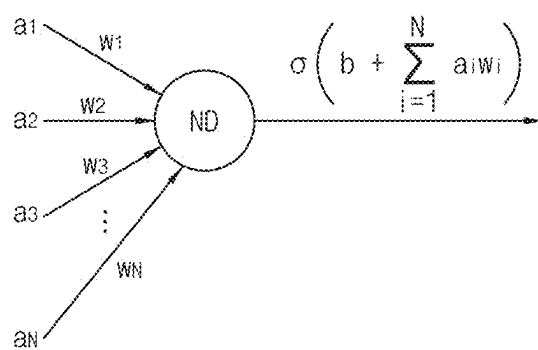 a1
w1
a2
w2
ND
σ( b + N∑i=1 aiwi )
a3
w3
⋮
wN
aN